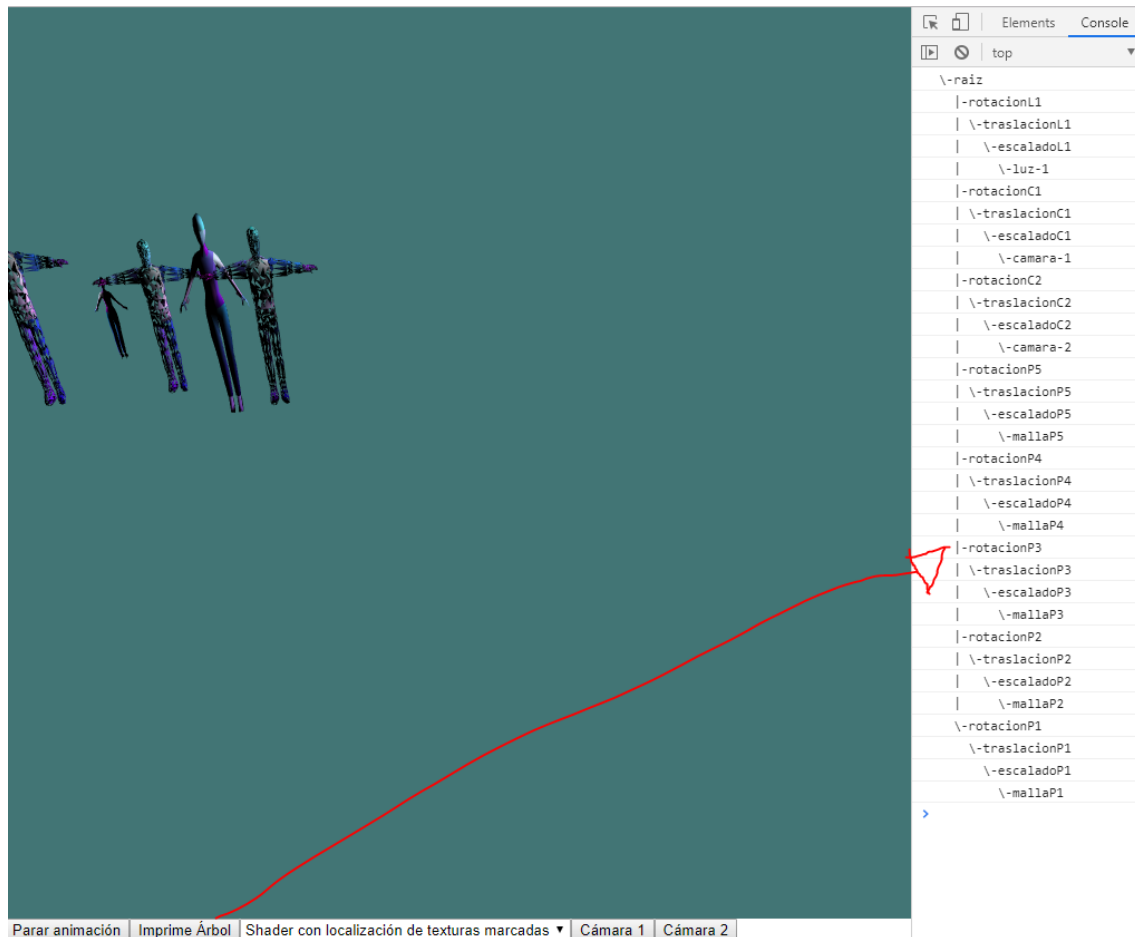 Elements Console
top
\-raiz
|-rotacionL1
| \-traslacionL1
|   \-escaladoL1
|     \-luz-1
|-rotacionC1
| \-traslacionC1
|   \-escaladoC1
|     \-camara-1
|-rotacionC2
| \-traslacionC2
|   \-escaladoC2
|     \-camara-2
|-rotacionP5
| \-traslacionP5
|   \-escaladoP5
|     \-mallaP5
|-rotacionP4
| \-traslacionP4
|   \-escaladoP4
|     \-mallaP4
|-rotacionP3
| \-traslacionP3
|   \-escaladoP3
|     \-mallaP3
|-rotacionP2
| \-traslacionP2
|   \-escaladoP2
|     \-mallaP2
\-rotacionP1
  \-traslacionP1
    \-escaladoP1
      \-mallaP1
Parar animación Imprime Árbol Shader con localización de texturas marcadas Cámara 1 Cámara 2